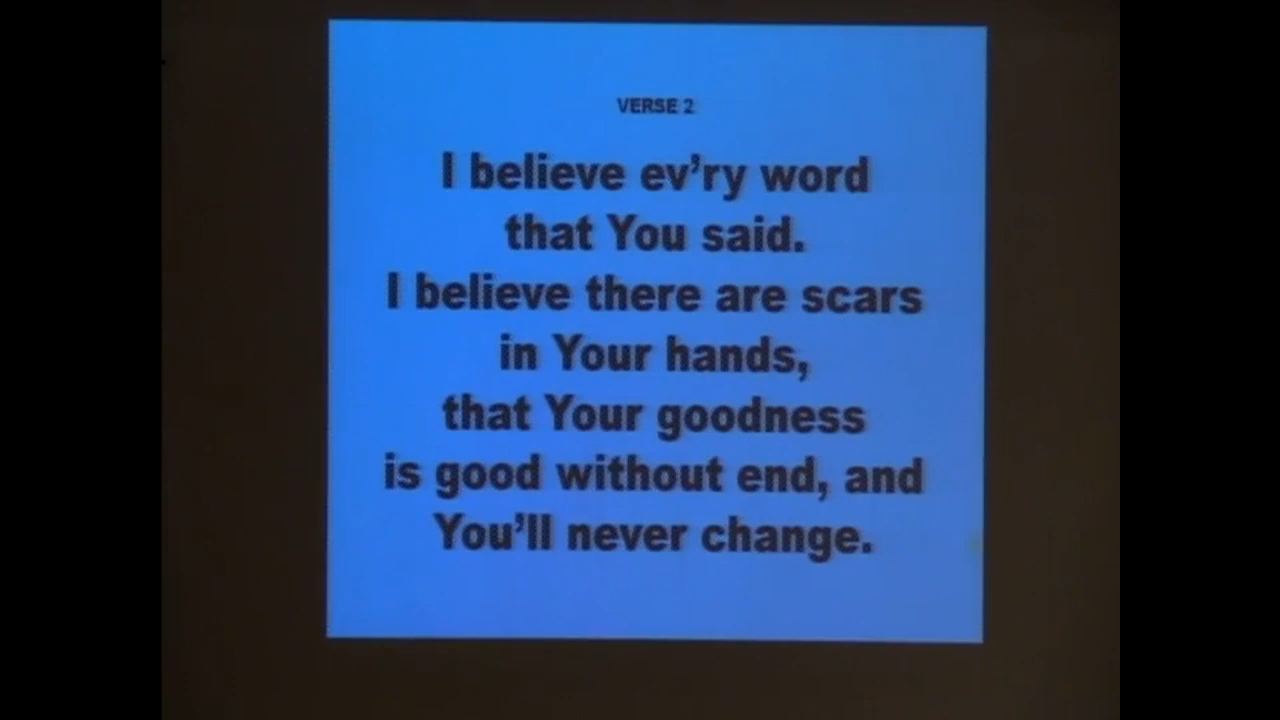 VERSE 2
I believe ev'ry word
that You said.
I believe there are scars
in Your hands,
that Your goodness
is good without end, and
You'll never change.